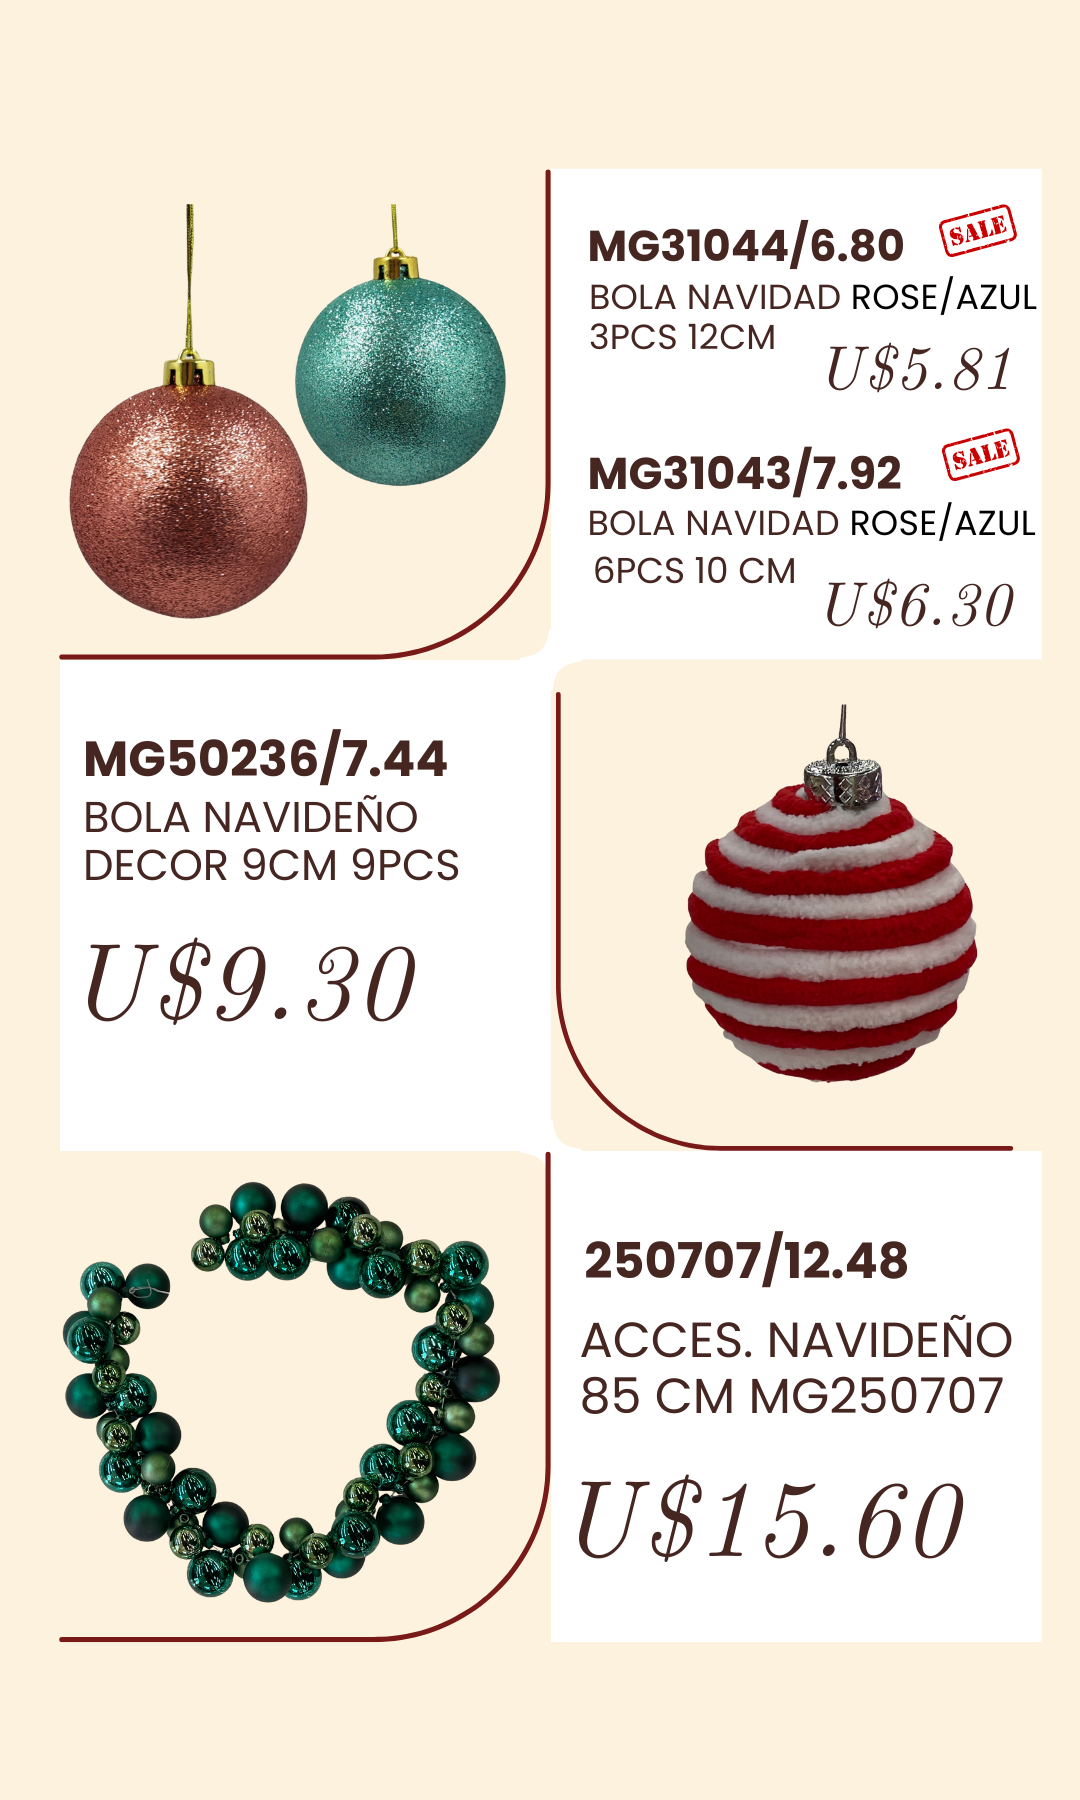 MG31044/6.80
SALE
BOLA NAVIDAD ROSE/AZUL
3PCS 12CM
U$5.81
MG31043/7.92
SALE
BOLA NAVIDAD ROSE/AZUL
6PCS 10 CM
U$6.30
MG50236/7.44
BOLA NAVIDEÑO
DECOR 9CM 9PCS
U$9.30
250707/12.48
ACCES. NAVIDEÑO
85 CM MG250707
U$15.60